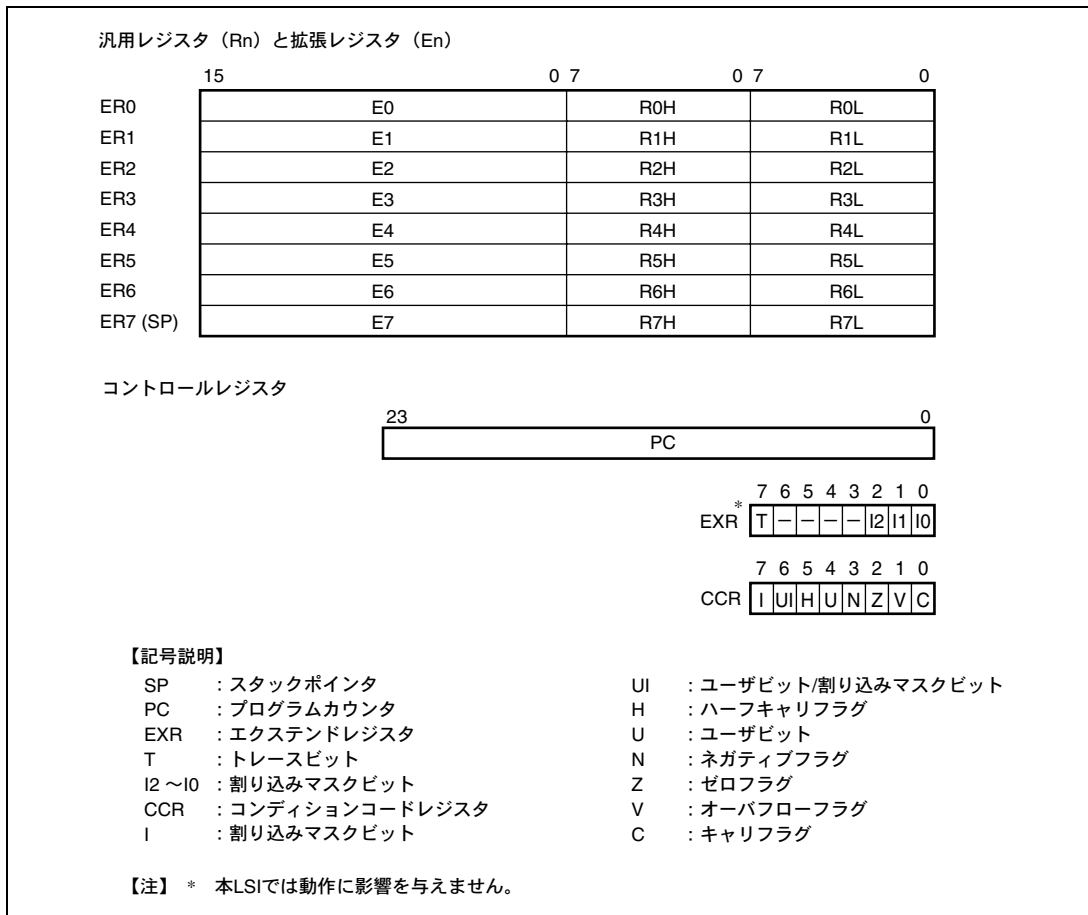 汎用レジスタ（Rn）と拡張レジスタ（En）
15 0 7 0 7 0
ER0 E0 R0H R0L
ER1 E1 R1H R1L
ER2 E2 R2H R2L
ER3 E3 R3H R3L
ER4 E4 R4H R4L
ER5 E5 R5H R5L
ER6 E6 R6H R6L
ER7 (SP) E7 R7H R7L
コントロールレジスタ
23 0
PC
7 6 5 4 3 2 1 0
EXR* T － － － － I2 I1 I0
7 6 5 4 3 2 1 0
CCR I UI H U N Z V C
【記号説明】
SP ：スタックポインタ
PC ：プログラムカウンタ
EXR ：エクステンドレジスタ
T ：トレースビット
I2 ～I0 ：割り込みマスクビット
CCR ：コンディションコードレジスタ
I ：割り込みマスクビット
UI ：ユーザビット/割り込みマスクビット
H ：ハーフキャリフラグ
U ：ユーザビット
N ：ネガティブフラグ
Z ：ゼロフラグ
V ：オーバフローフラグ
C ：キャリフラグ
【注】 * 本LSIでは動作に影響を与えません。